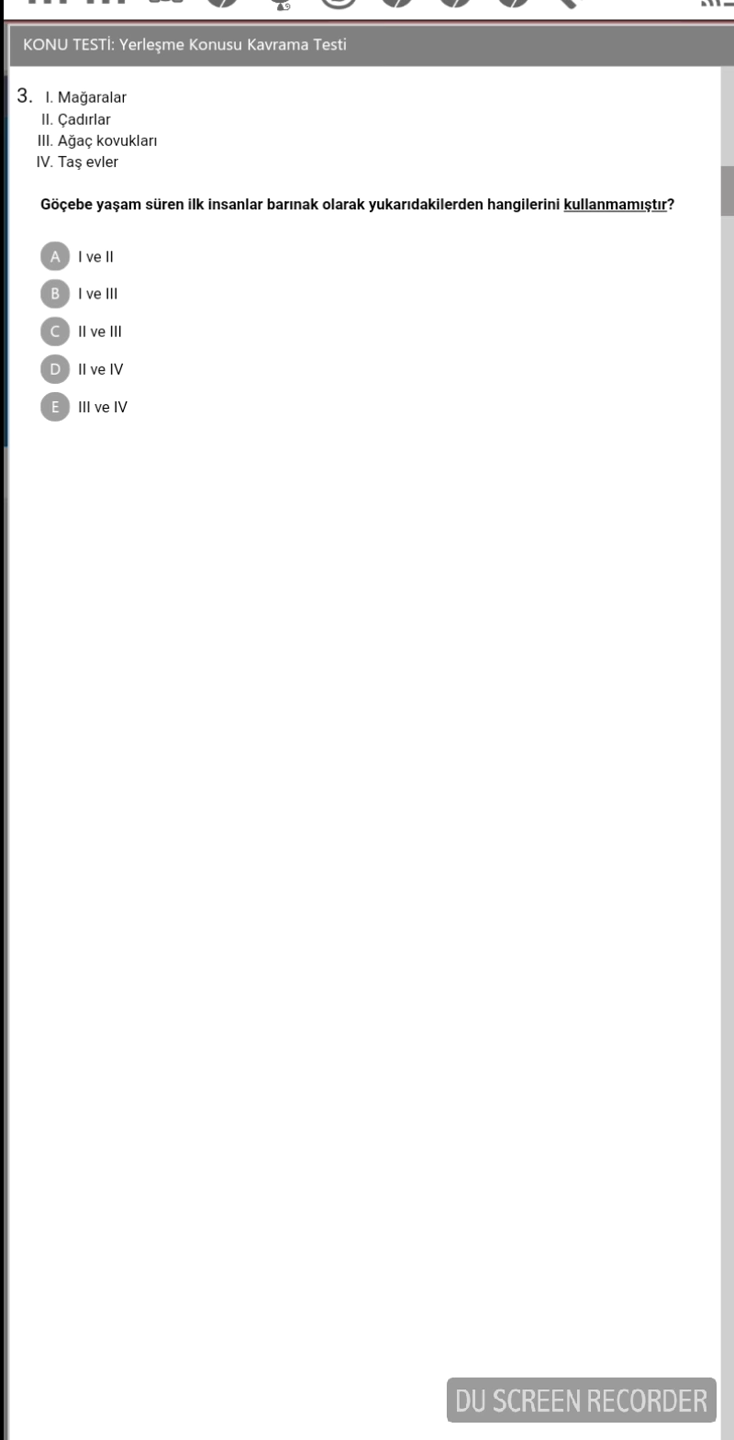 KONU TESTİ: Yerleşme Konusu Kavrama Testi
3. I. Mağaralar
II. Çadırlar
III. Ağaç kovukları
IV. Taş evler
Göçebe yaşam süren ilk insanlar barınak olarak yukarıdakilerden hangilerini kullanmamıştır?
A I ve II
B I ve III
C II ve III
D II ve IV
E III ve IV
DU SCREEN RECORDER